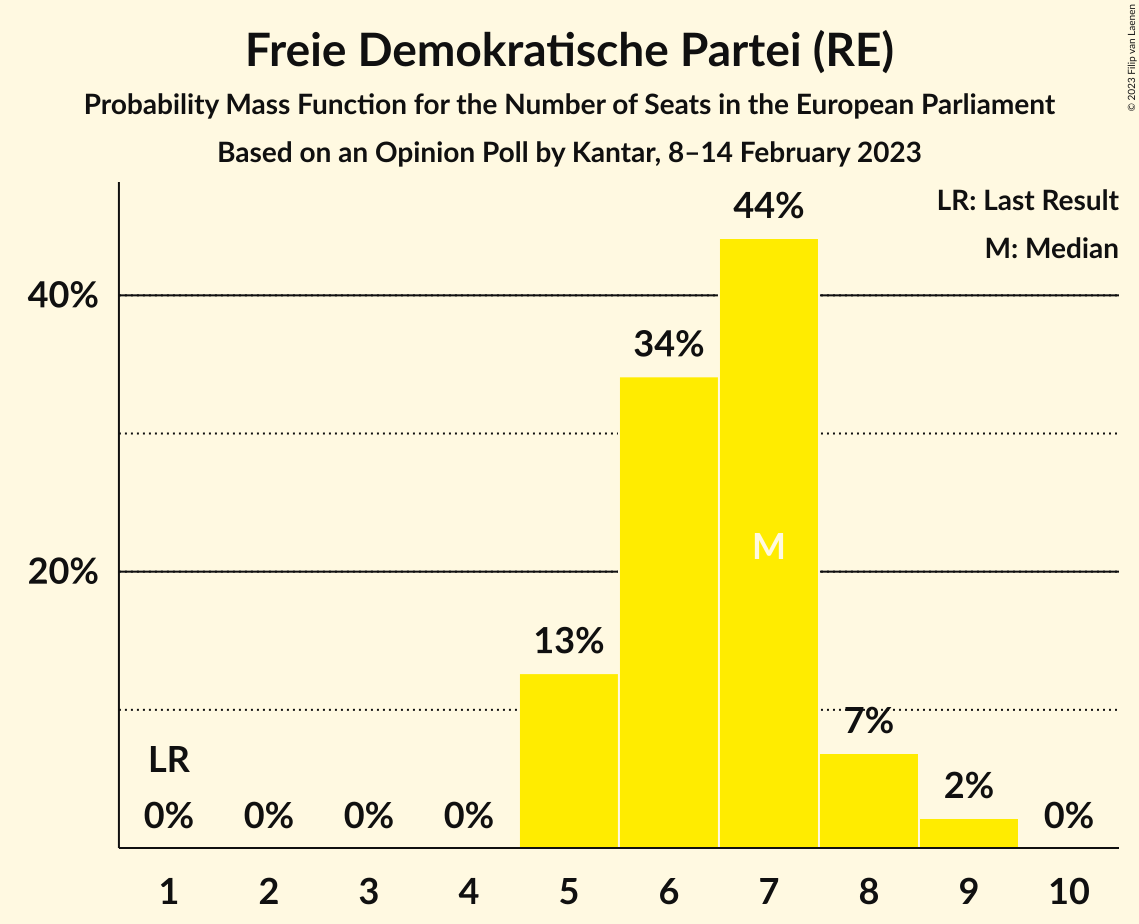 Freie Demokratische Partei (RE)
Probability Mass Function for the Number of Seats in the European Parliament
Based on an Opinion Poll by Kantar, 8–14 February 2023
© 2023 Filip van Laenen
LR: Last Result
M: Median
44%
40%
34%
M
20%
13%
7%
LR
2%
0% 0% 0% 0% 0%
1 2 3 4 5 6 7 8 9 10